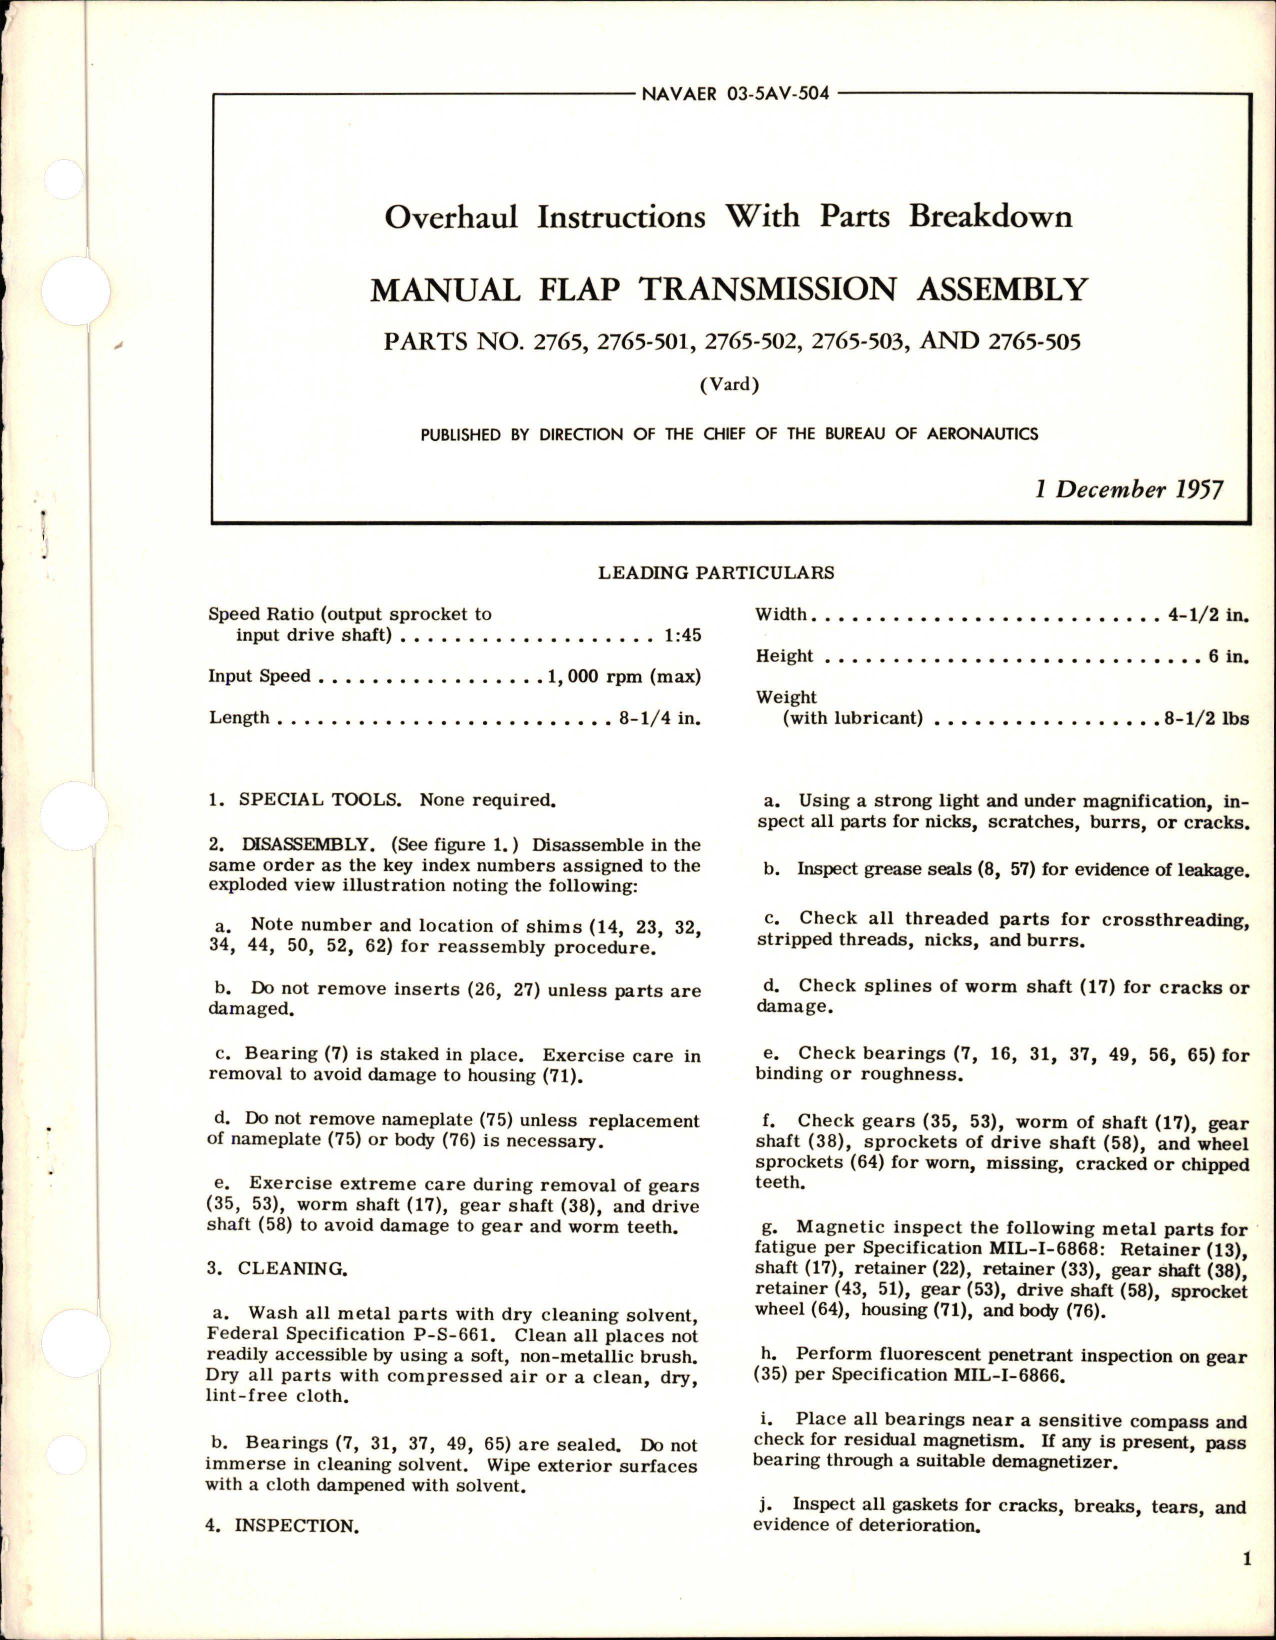 NAVAER 03-5AV-504
Overhaul Instructions With Parts Breakdown
MANUAL FLAP TRANSMISSION ASSEMBLY
PARTS NO. 2765, 2765-501, 2765-502, 2765-503, AND 2765-505
(Vard)
PUBLISHED BY DIRECTION OF THE CHIEF OF THE BUREAU OF AERONAUTICS
1 December 1957
LEADING PARTICULARS
Speed Ratio (output sprocket to
input drive shaft) . . . . . . . . . . . . . . . . . . . 1:45
Input Speed . . . . . . . . . . . . . . . . . 1,000 rpm (max)
Length . . . . . . . . . . . . . . . . . . . . . . . . . 8-1/4 in.
Width . . . . . . . . . . . . . . . . . . . . . . . . . . 4-1/2 in.
Height . . . . . . . . . . . . . . . . . . . . . . . . . . . . 6 in.
Weight
(with lubricant) . . . . . . . . . . . . . . . . . 8-1/2 lbs
1. SPECIAL TOOLS. None required.
2. DISASSEMBLY. (See figure 1.) Disassemble in the
same order as the key index numbers assigned to the
exploded view illustration noting the following:
a. Note number and location of shims (14, 23, 32,
34, 44, 50, 52, 62) for reassembly procedure.
b. Do not remove inserts (26, 27) unless parts are
damaged.
c. Bearing (7) is staked in place. Exercise care in
removal to avoid damage to housing (71).
d. Do not remove nameplate (75) unless replacement
of nameplate (75) or body (76) is necessary.
e. Exercise extreme care during removal of gears
(35, 53), worm shaft (17), gear shaft (38), and drive
shaft (58) to avoid damage to gear and worm teeth.
3. CLEANING.
a. Wash all metal parts with dry cleaning solvent,
Federal Specification P-S-661. Clean all places not
readily accessible by using a soft, non-metallic brush.
Dry all parts with compressed air or a clean, dry,
lint-free cloth.
b. Bearings (7, 31, 37, 49, 65) are sealed. Do not
immerse in cleaning solvent. Wipe exterior surfaces
with a cloth dampened with solvent.
4. INSPECTION.
a. Using a strong light and under magnification, in-
spect all parts for nicks, scratches, burrs, or cracks.
b. Inspect grease seals (8, 57) for evidence of leakage.
c. Check all threaded parts for crossthreading,
stripped threads, nicks, and burrs.
d. Check splines of worm shaft (17) for cracks or
damage.
e. Check bearings (7, 16, 31, 37, 49, 56, 65) for
binding or roughness.
f. Check gears (35, 53), worm of shaft (17), gear
shaft (38), sprockets of drive shaft (58), and wheel
sprockets (64) for worn, missing, cracked or chipped
teeth.
g. Magnetic inspect the following metal parts for
fatigue per Specification MIL-I-6868: Retainer (13),
shaft (17), retainer (22), retainer (33), gear shaft (38),
retainer (43, 51), gear (53), drive shaft (58), sprocket
wheel (64), housing (71), and body (76).
h. Perform fluorescent penetrant inspection on gear
(35) per Specification MIL-I-6866.
i. Place all bearings near a sensitive compass and
check for residual magnetism. If any is present, pass
bearing through a suitable demagnetizer.
j. Inspect all gaskets for cracks, breaks, tears, and
evidence of deterioration.
1